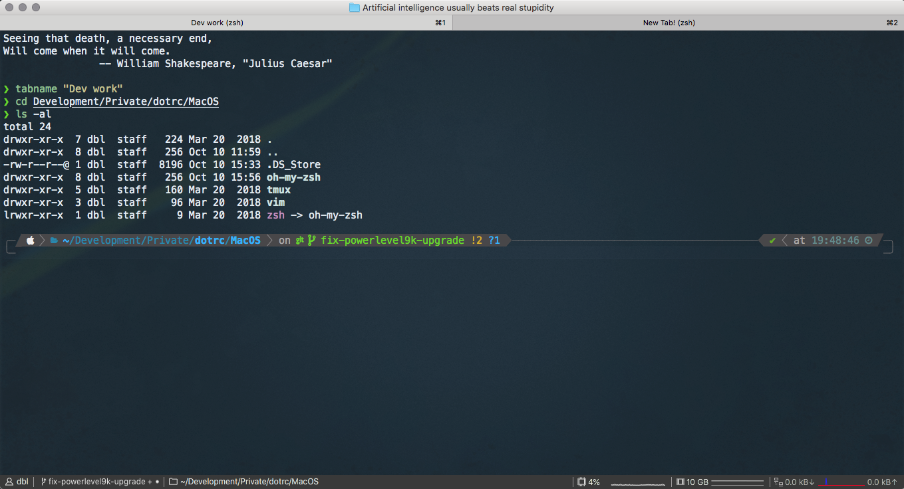 Artificial intelligence usually beats real stupidity
Dev work (zsh) ⌘1 New Tab! (zsh) ⌘2
Seeing that death, a necessary end,
Will come when it will come.
-- William Shakespeare, "Julius Caesar"
❯ tabname "Dev work"
❯ cd Development/Private/dotrc/MacOS
❯ ls -al
total 24
drwxr-xr-x 7 dbl staff 224 Mar 20 2018 .
drwxr-xr-x 8 dbl staff 256 Oct 10 11:59 ..
-rw-r--r--@ 1 dbl staff 8196 Oct 10 15:33 .DS_Store
drwxr-xr-x 8 dbl staff 256 Oct 10 15:56 oh-my-zsh
drwxr-xr-x 5 dbl staff 160 Mar 20 2018 tmux
drwxr-xr-x 3 dbl staff 96 Mar 20 2018 vim
lrwxr-xr-x 1 dbl staff 9 Mar 20 2018 zsh -> oh-my-zsh
~/Development/Private/dotrc/MacOS on fix-powerlevel9k-upgrade !2 ?1 ✔ at 19:48:46
dbl fix-powerlevel9k-upgrade + • ~/Development/Private/dotrc/MacOS 4% 10 GB 0.0 kB↓ 0.0 kB↑